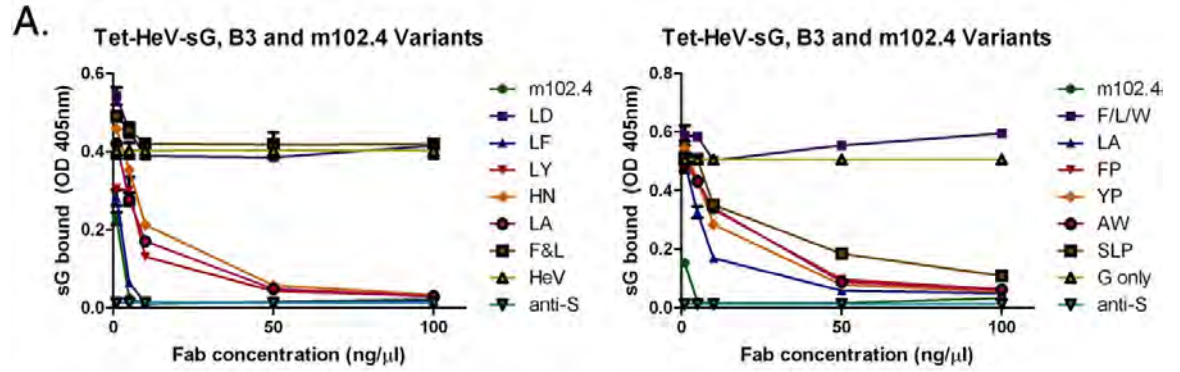 A.
Tet-HeV-sG, B3 and m102.4 Variants
sG bound (OD 405nm)
0.6
0.4
0.2
0.0
0
50
100
Fab concentration (ng/μl)
m102.4
LD
LF
LY
HN
LA
F&L
HeV
anti-S
Tet-HeV-sG, B3 and m102.4 Variants
sG bound (OD 405nm)
0.8
0.6
0.4
0.2
0.0
0
50
100
Fab concentration (ng/μl)
m102.4
F/L/W
LA
FP
YP
AW
SLP
G only
anti-S